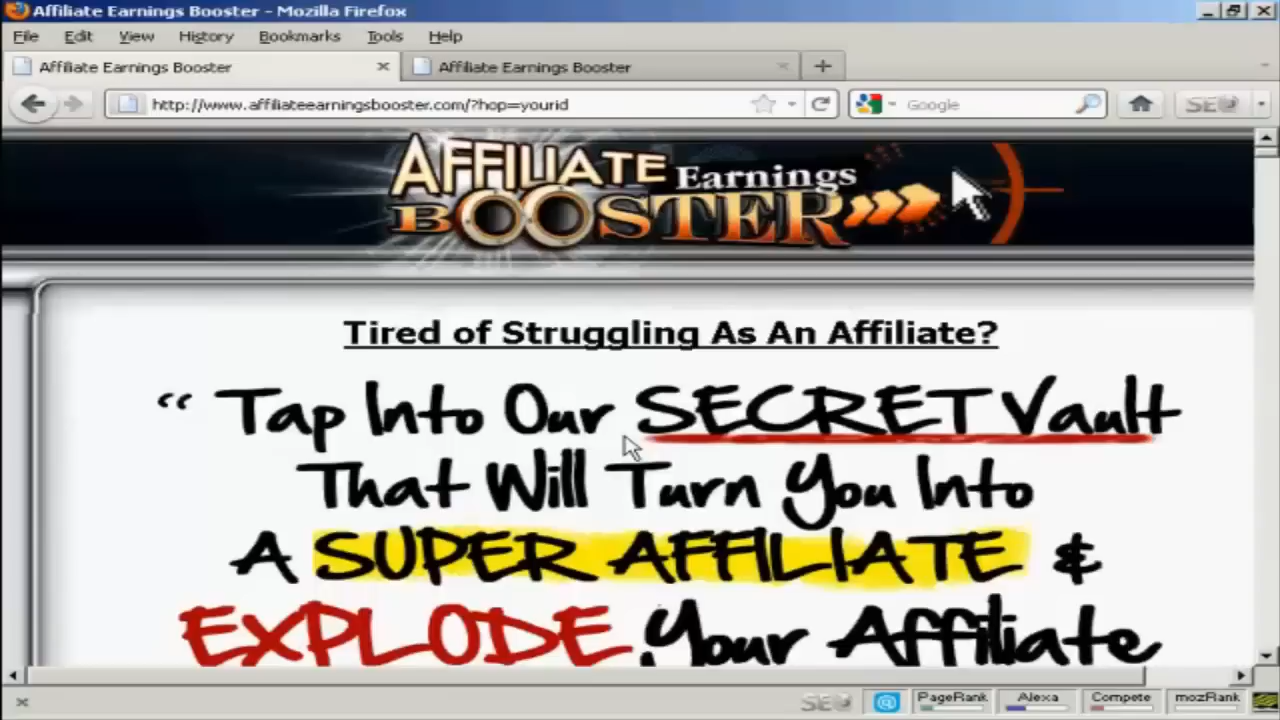 Affiliate Earnings Booster - Mozilla Firefox
File Edit View History Bookmarks Tools Help
Affiliate Earnings Booster Affiliate Earnings Booster
http://www.affiliateearningsbooster.com/?hop=yourid Google SEO
AFFILIATE Earnings
BOOSTER
Tired of Struggling As An Affiliate?
“ Tap Into Our SECRET Vault
That Will Turn You Into
A SUPER AFFILIATE &
EXPLODE Your Affiliate
SEO PageRank Alexa Compete mozRank